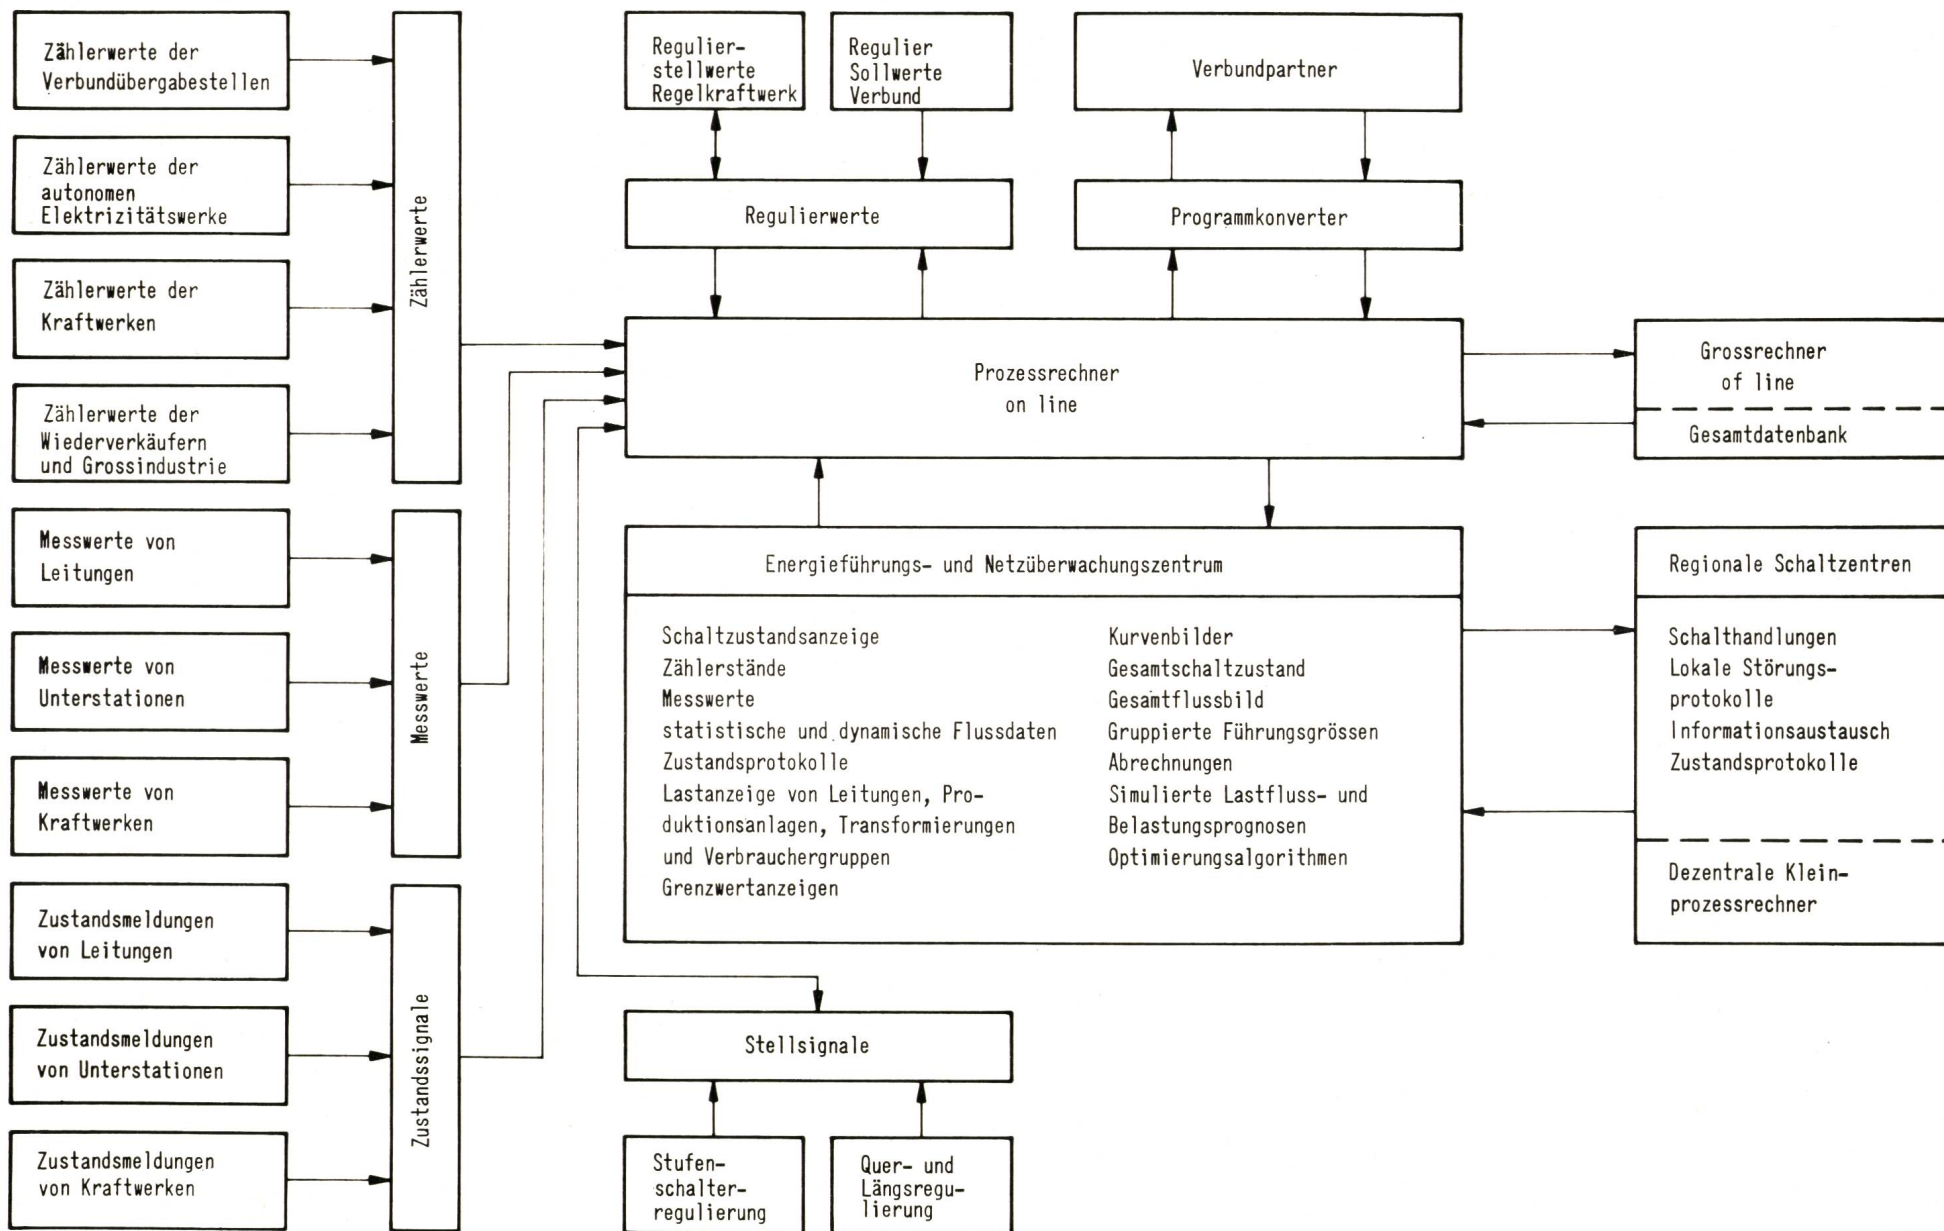 Zählerwerte der
Verbundübergabestellen
Zählerwerte der
autonomen
Elektrizitätswerke
Zählerwerte der
Kraftwerken
Zählerwerte der
Wiederverkäufern
und Grossindustrie
Messwerte von
Leitungen
Messwerte von
Unterstationen
Messwerte von
Kraftwerken
Zustandsmeldungen
von Leitungen
Zustandsmeldungen
von Unterstationen
Zustandsmeldungen
von Kraftwerken
Zählerwerte
Messwerte
Zustandssignale
Regulier-
stellwerte
Regelkraftwerk
Regulier
Sollwerte
Verbund
Verbundpartner
Regulierwerte
Programmkonverter
Prozessrechner
on line
Grossrechner
of line
Gesamtdatenbank
Energieführungs- und Netzüberwachungszentrum
Schaltzustandsanzeige
Zählerstände
Messwerte
statistische und dynamische Flussdaten
Zustandsprotokolle
Lastanzeige von Leitungen, Pro-
duktionsanlagen, Transformierungen
und Verbrauchergruppen
Grenzwertanzeigen
Kurvenbilder
Gesamtschaltzustand
Gesamtflussbild
Gruppierte Führungsgrössen
Abrechnungen
Simulierte Lastfluss- und
Belastungsprognosen
Optimierungsalgorithmen
Regionale Schaltzentren
Schalthandlungen
Lokale Störungs-
protokolle
Informationsaustausch
Zustandsprotokolle
Dezentrale Klein-
prozessrechner
Stellsignale
Stufen-
schalter-
regulierung
Quer- und
Längsregu-
lierung